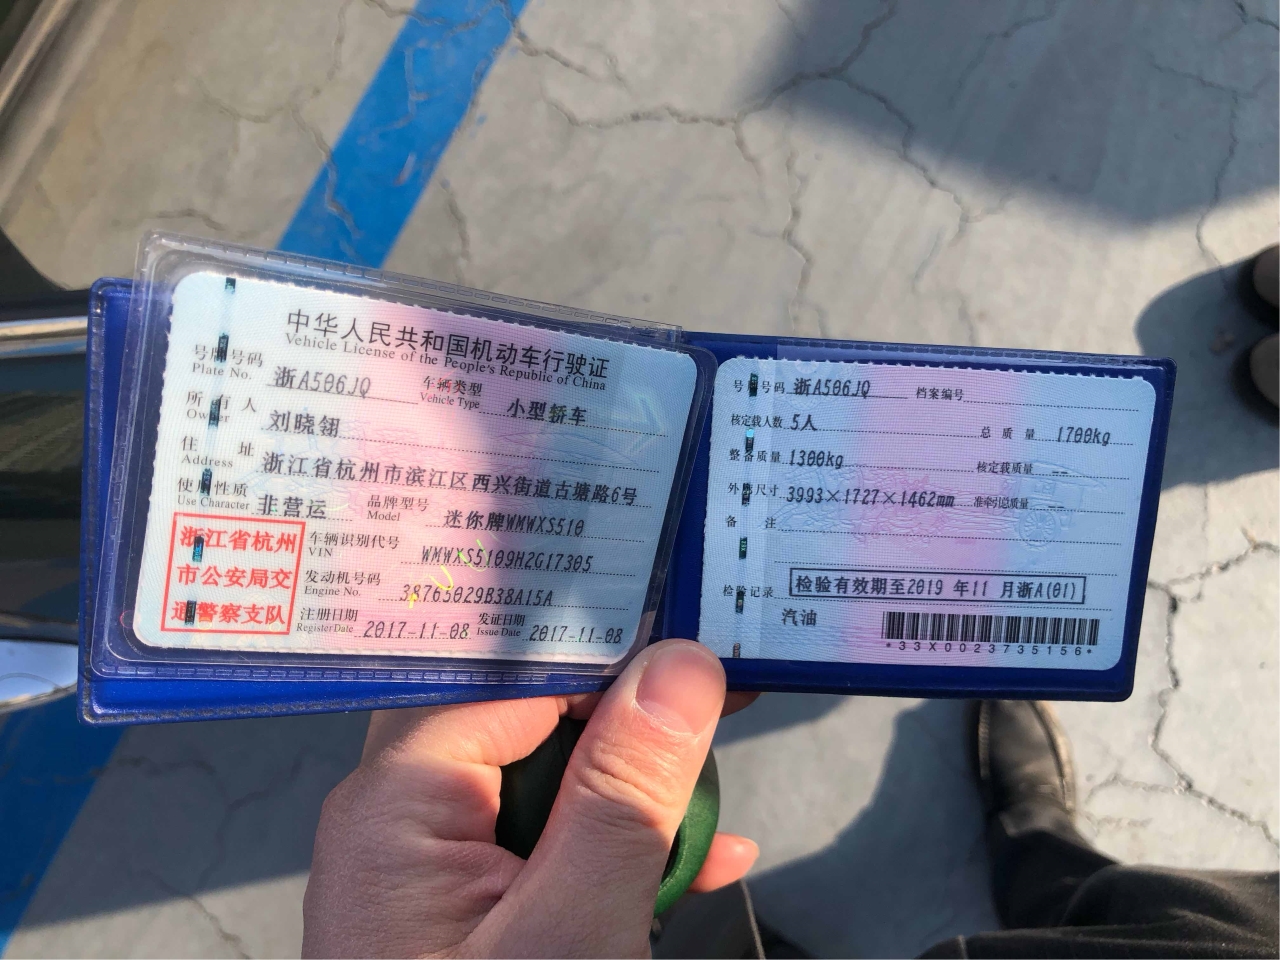 中华人民共和国机动车行驶证
Vehicle License of the People's Republic of China
号牌号码 浙A506JQ 车辆类型 小型轿车
Plate No. Vehicle Type
所有人 刘晓翎
Owner
住址 浙江省杭州市滨江区西兴街道古塘路6号
Address
使用性质 非营运 品牌型号 迷你牌WMWXS510
Use Character Model
浙江省杭州
市公安局交
通警察支队
车辆识别代号 WMWXS5109H2G17305
VIN
发动机号码 38765029B38A15A
Engine No.
注册日期 2017-11-08 发证日期 2017-11-08
Register Date Issue Date
号牌号码 浙A506JQ 档案编号
核定载人数 5人 总质量 1700kg
整备质量 1300kg 核定载质量 --
外廓尺寸 3993×1727×1462mm 准牵引总质量 --
备注
检验记录 检验有效期至2019 年11 月浙A(01)
汽油
*33X0023735156*